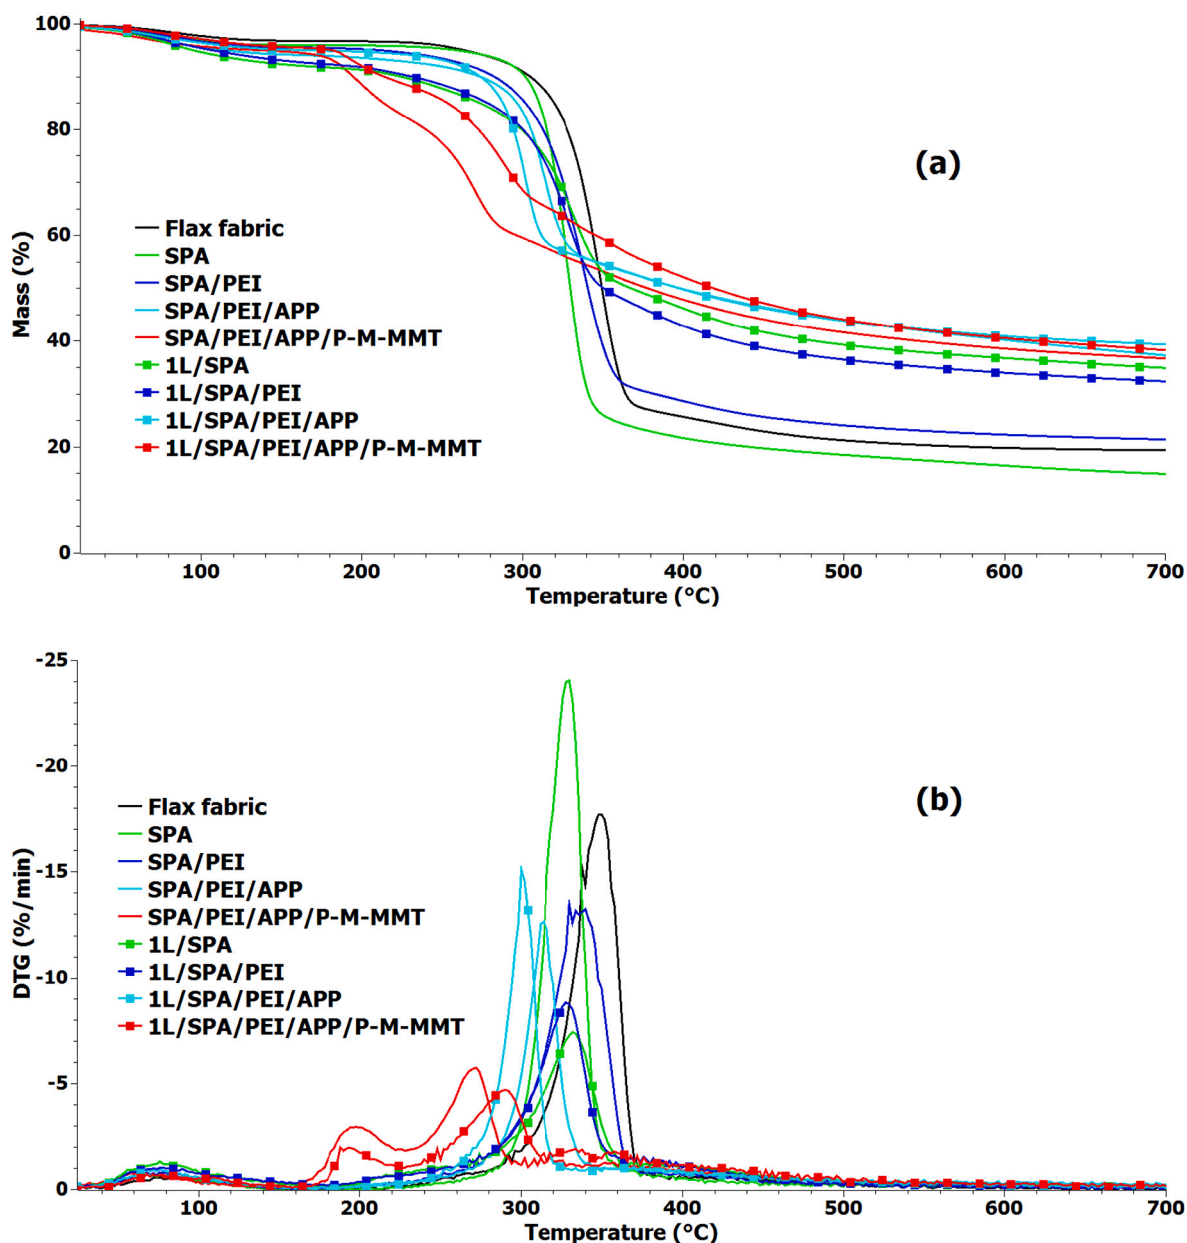 100
80
60
40
20
0
Mass (%)
(a)
Flax fabric
SPA
SPA/PEI
SPA/PEI/APP
SPA/PEI/APP/P-M-MMT
1L/SPA
1L/SPA/PEI
1L/SPA/PEI/APP
1L/SPA/PEI/APP/P-M-MMT
100 200 300 400 500 600 700
Temperature (°C)
-25
-20
-15
-10
-5
0
DTG (%/min)
(b)
Flax fabric
SPA
SPA/PEI
SPA/PEI/APP
SPA/PEI/APP/P-M-MMT
1L/SPA
1L/SPA/PEI
1L/SPA/PEI/APP
1L/SPA/PEI/APP/P-M-MMT
100 200 300 400 500 600 700
Temperature (°C)